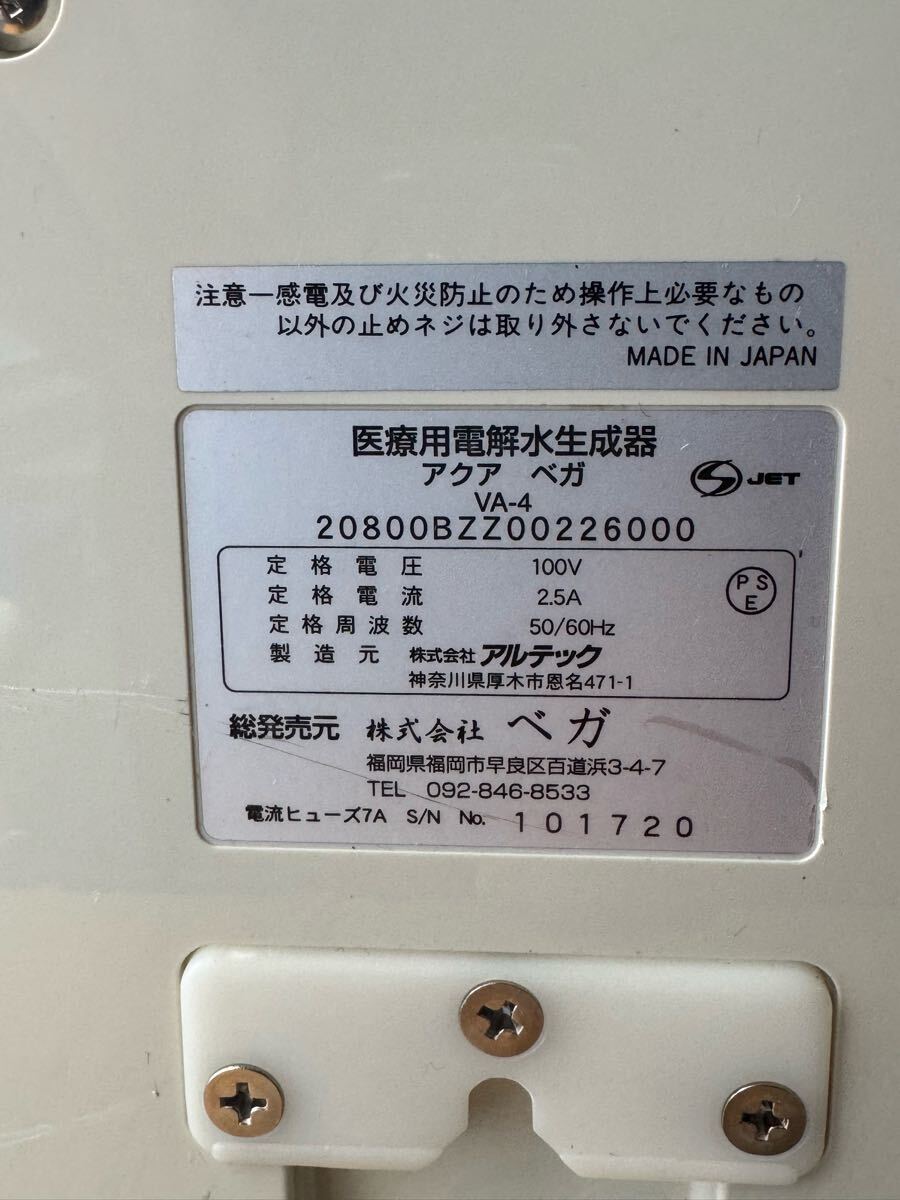 注意ー感電及び火災防止のため操作上必要なもの
以外の止めネジは取り外さないでください。
MADE IN JAPAN
医療用電解水生成器
アクア ベガ
JET
VA-4
20800BZZ00226000
定格電圧 100V
定格電流 2.5A
PSE
定格周波数 50/60Hz
製造元 株式会社 アルテック
神奈川県厚木市恩名471-1
総発売元 株式会社 ベガ
福岡県福岡市早良区百道浜3-4-7
TEL 092-846-8533
電流ヒューズ7A S/N No. 101720